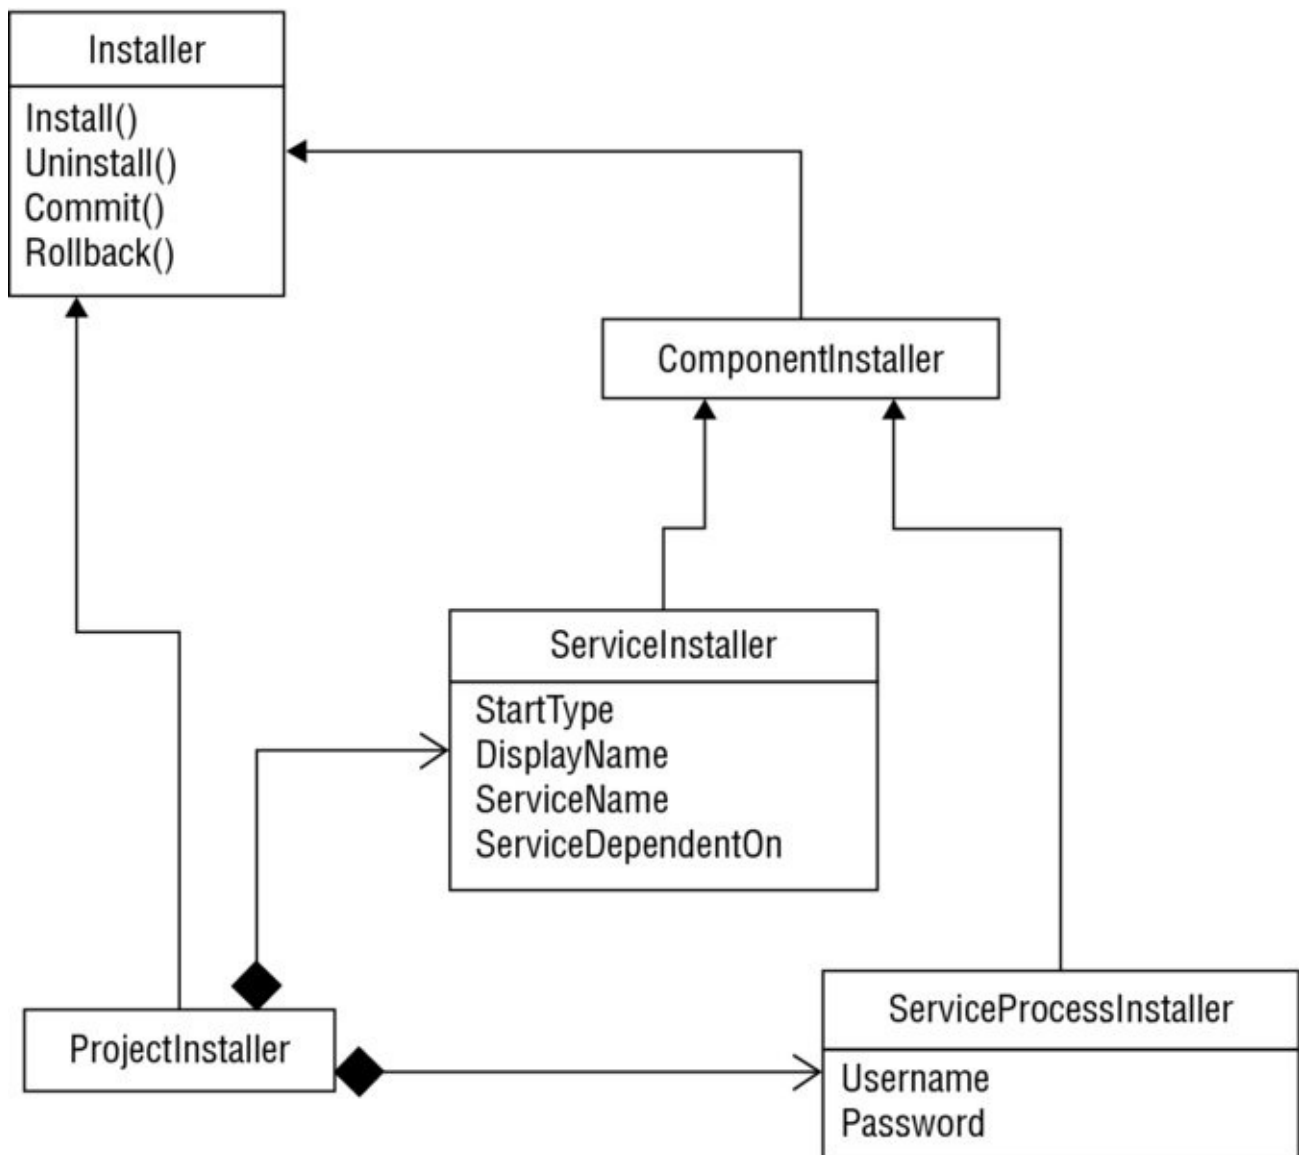 Installer
Install()
Uninstall()
Commit()
Rollback()
ComponentInstaller
ServiceInstaller
StartType
DisplayName
ServiceName
ServiceDependentOn
ProjectInstaller
ServiceProcessInstaller
Username
Password